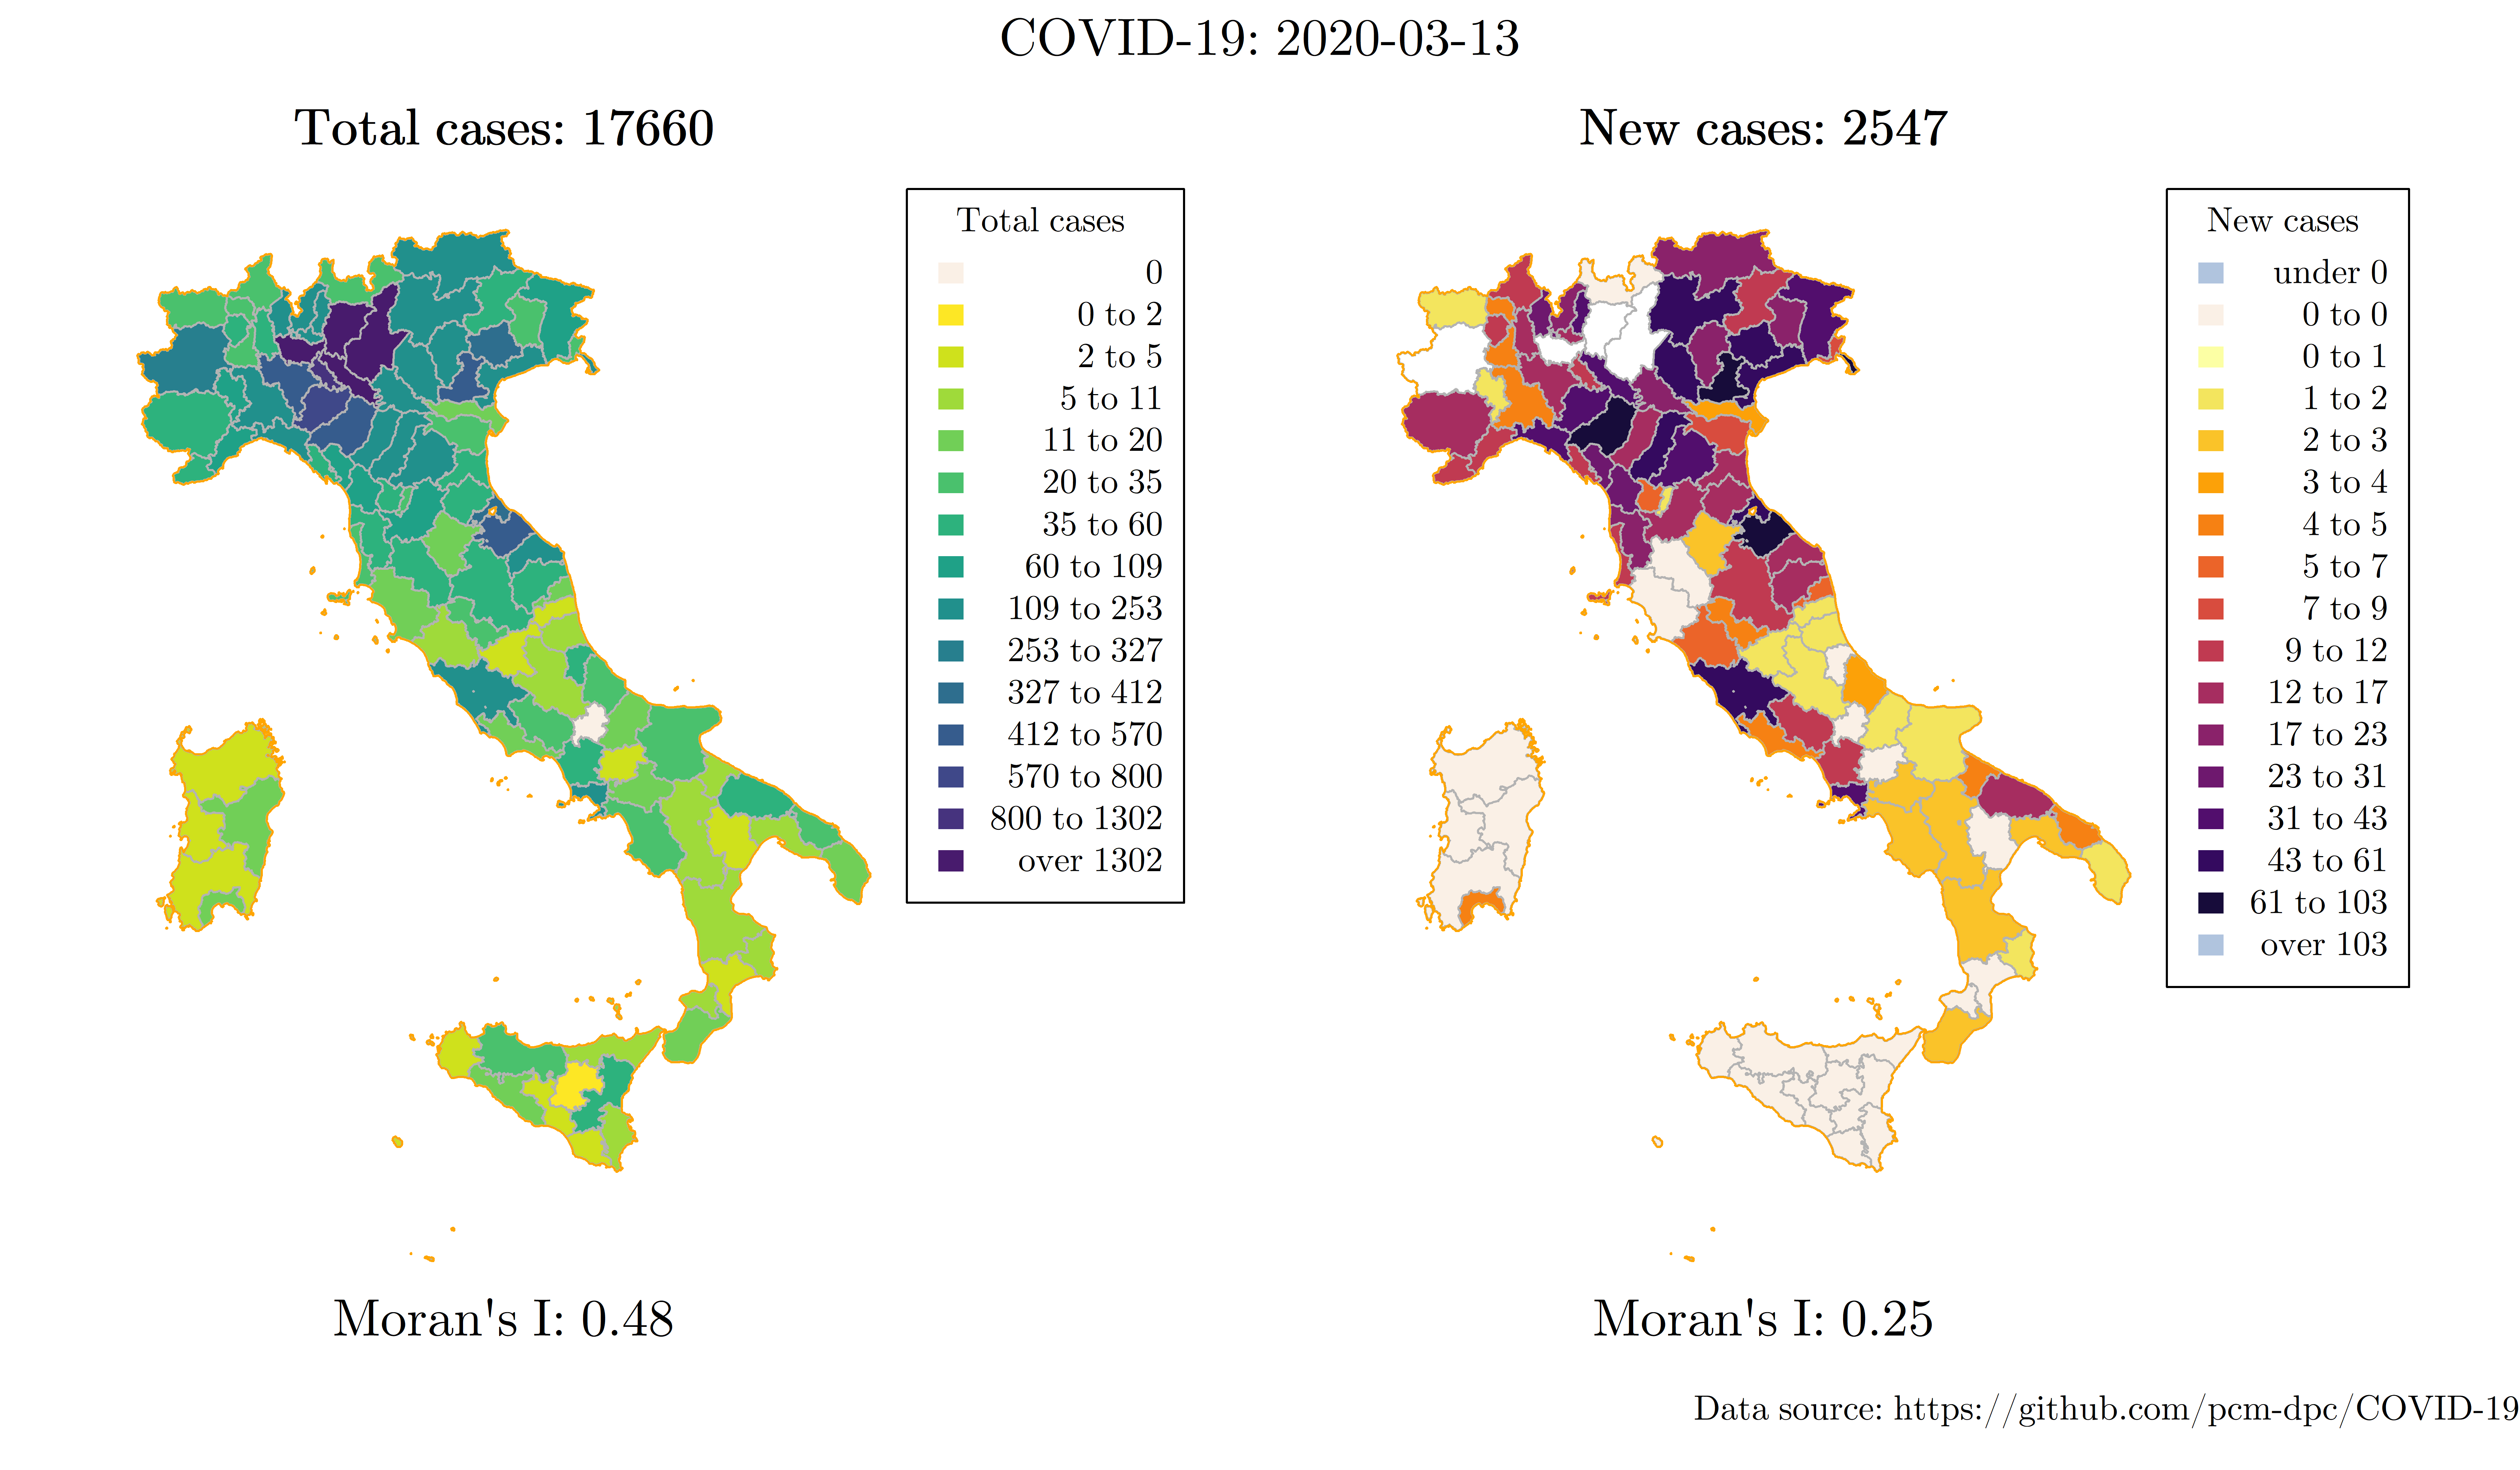 COVID-19: 2020-03-13
Total cases: 17660
Total cases
0
0 to 2
2 to 5
5 to 11
11 to 20
20 to 35
35 to 60
60 to 109
109 to 253
253 to 327
327 to 412
412 to 570
570 to 800
800 to 1302
over 1302
Moran's I: 0.48
New cases: 2547
New cases
under 0
0 to 0
0 to 1
1 to 2
2 to 3
3 to 4
4 to 5
5 to 7
7 to 9
9 to 12
12 to 17
17 to 23
23 to 31
31 to 43
43 to 61
61 to 103
over 103
Moran's I: 0.25
Data source: https://github.com/pcm-dpc/COVID-19